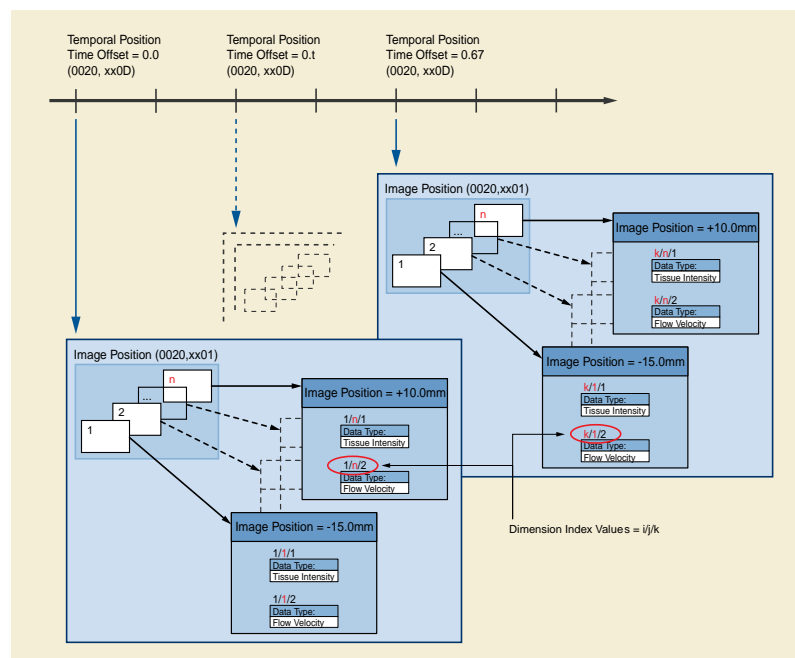 Temporal Position
Time Offset = 0.0
(0020, xx0D)
Temporal Position
Time Offset = 0.t
(0020, xx0D)
Temporal Position
Time Offset = 0.67
(0020, xx0D)
Image Position (0020,xx01)
n
...
2
1
Image Position = +10.0mm
k/n/1
Data Type:
Tissue Intensity
k/n/2
Data Type:
Flow Velocity
Image Position = -15.0mm
k/1/1
Data Type:
Tissue Intensity
k/1/2
Data Type:
Flow Velocity
Image Position (0020,xx01)
n
...
2
1
Image Position = +10.0mm
1/n/1
Data Type:
Tissue Intensity
1/n/2
Data Type:
Flow Velocity
Image Position = -15.0mm
1/1/1
Data Type:
Tissue Intensity
1/1/2
Data Type:
Flow Velocity
Dimension Index Values = i/j/k